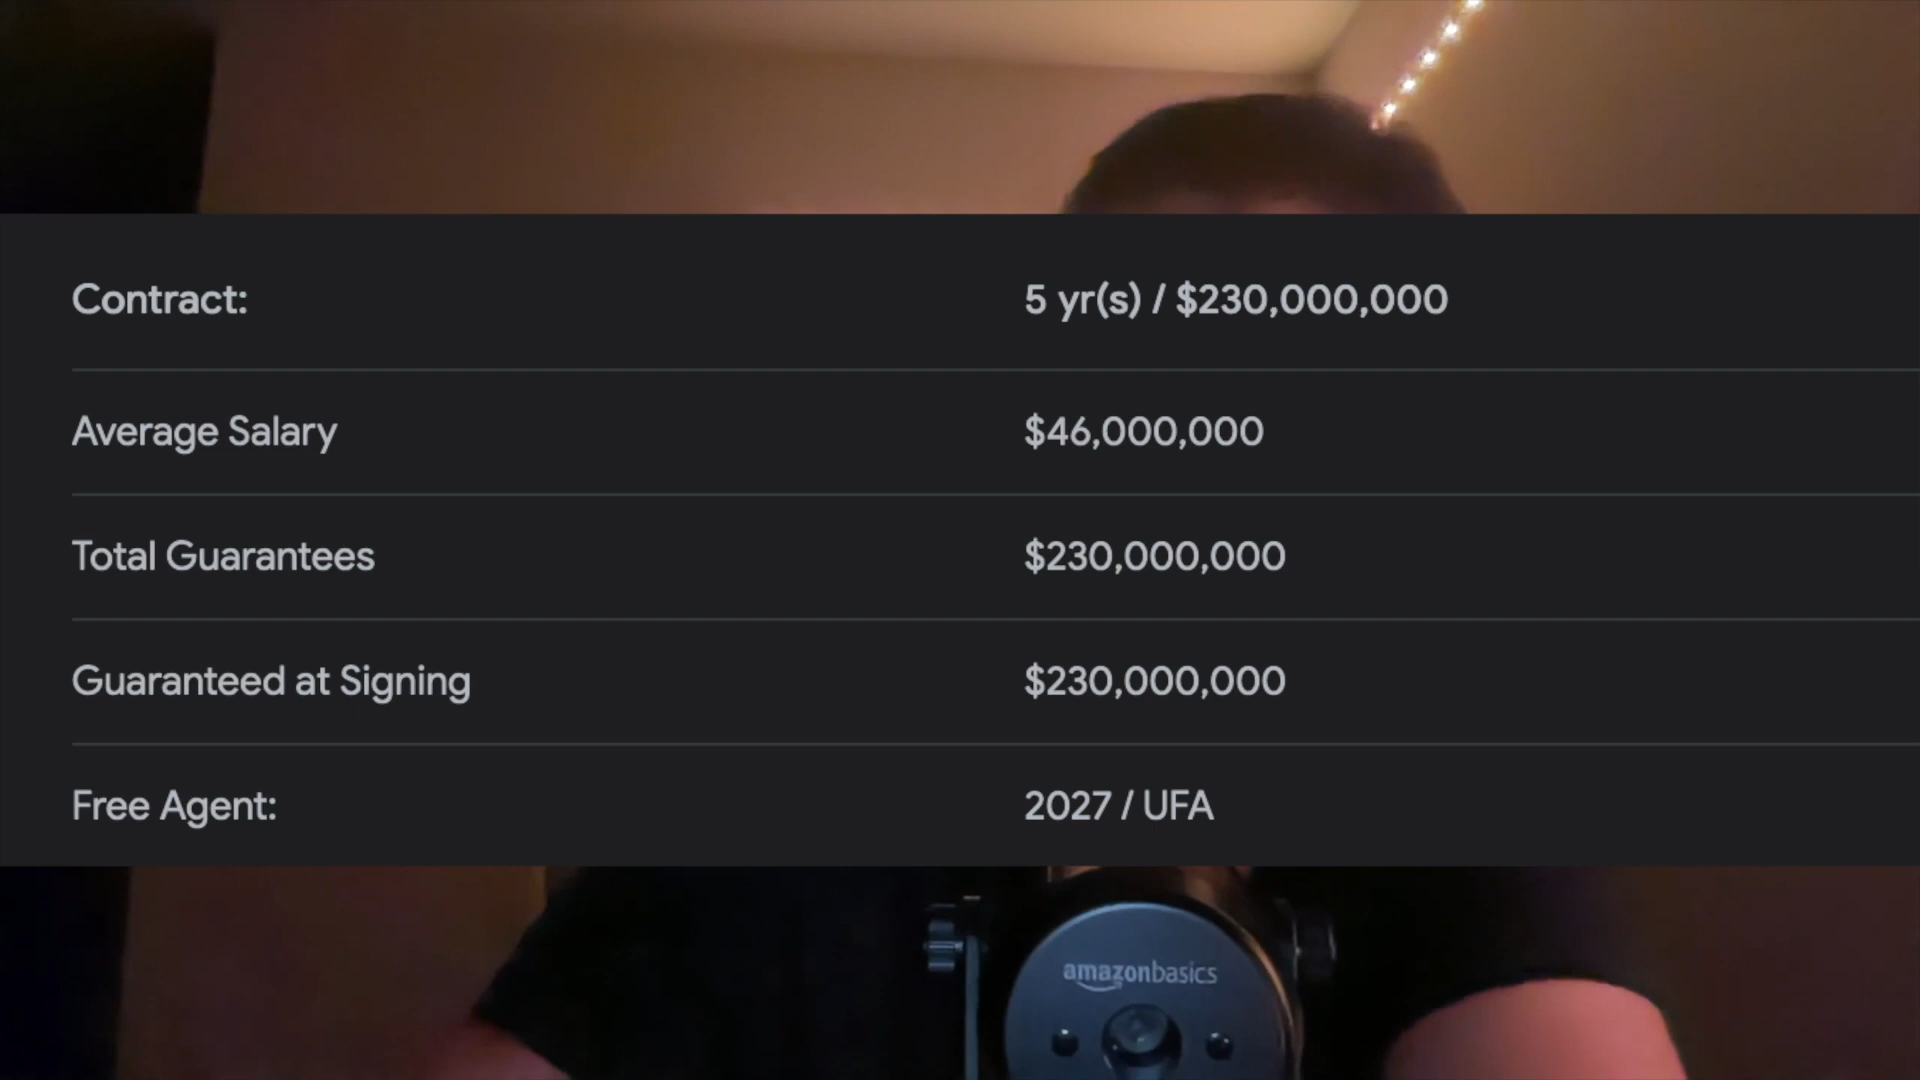 Contract: 5 yr(s) / $230,000,000
Average Salary $46,000,000
Total Guarantees $230,000,000
Guaranteed at Signing $230,000,000
Free Agent: 2027 / UFA
amazonbasics